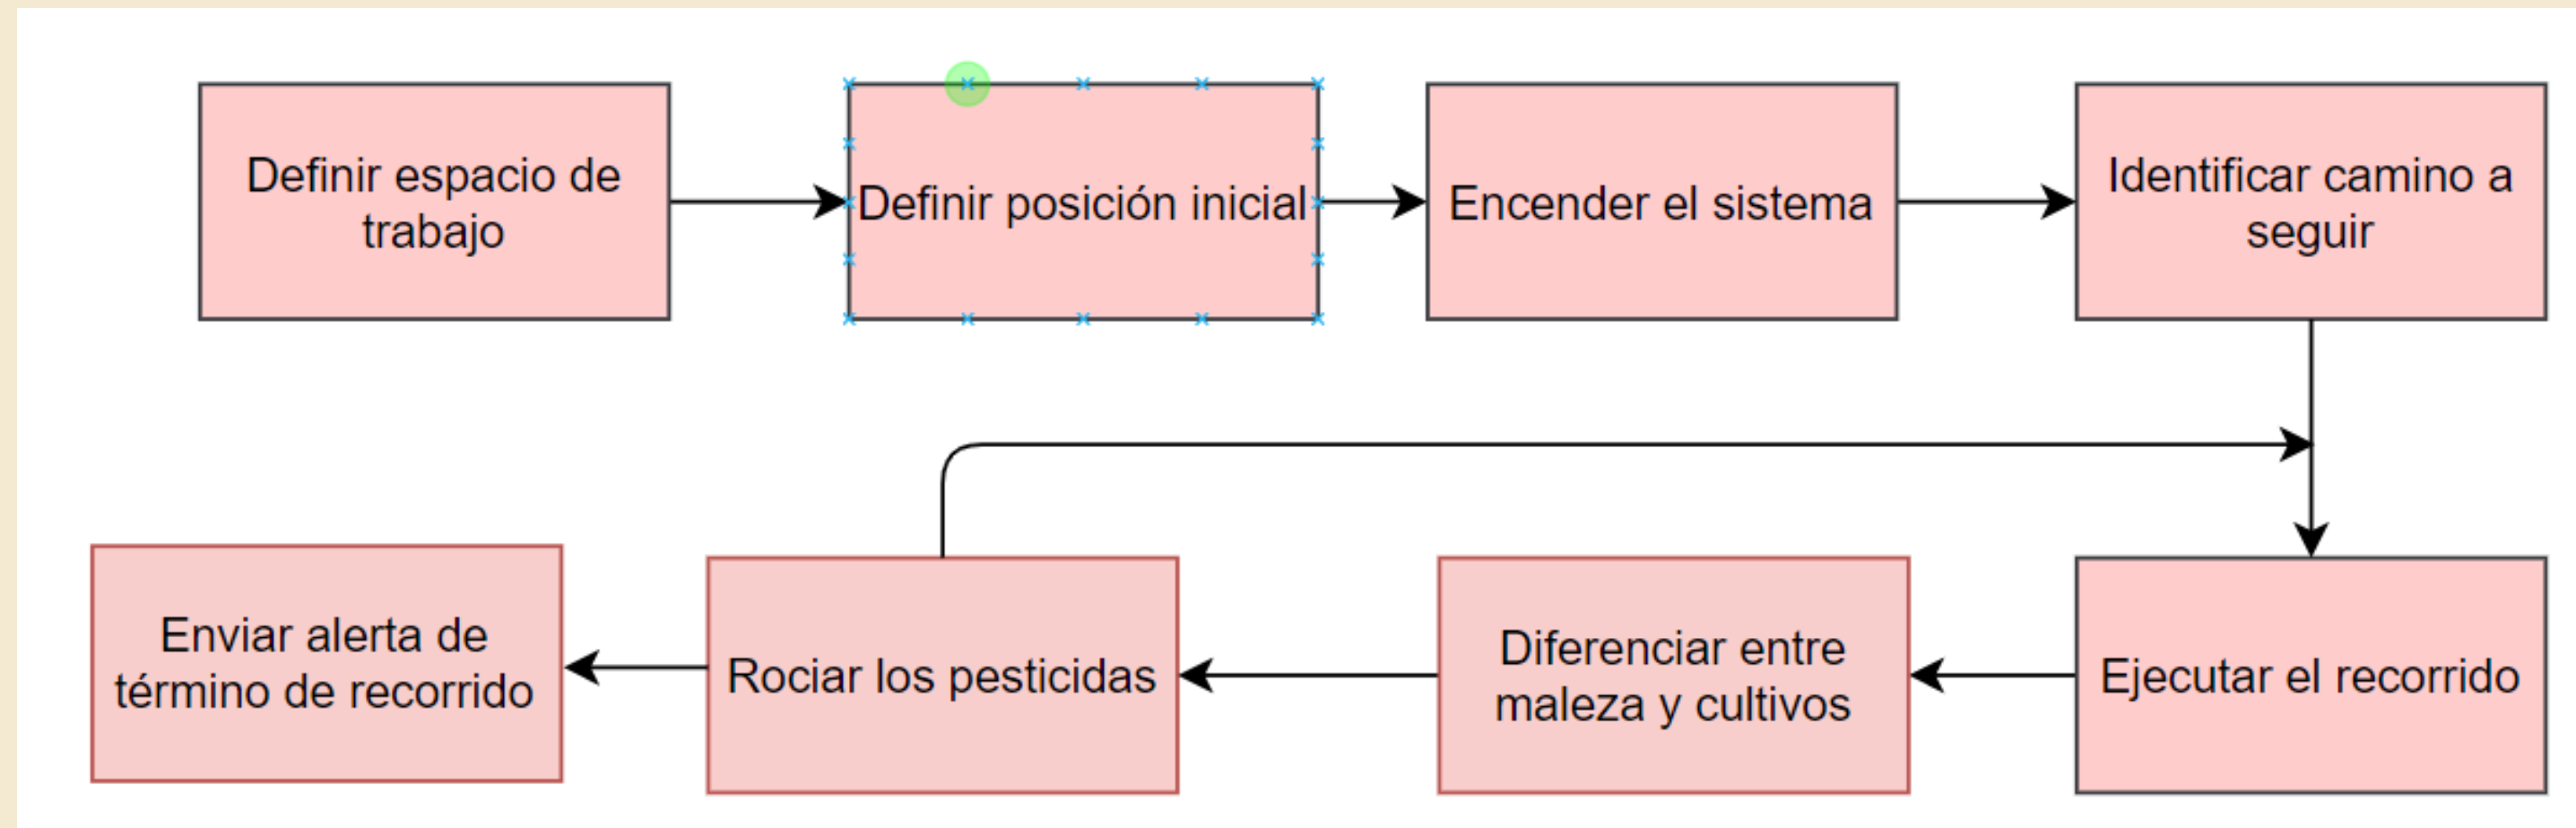 Definir espacio de
trabajo
Definir posición inicial
Encender el sistema
Identificar camino a
seguir
Ejecutar el recorrido
Diferenciar entre
maleza y cultivos
Rociar los pesticidas
Enviar alerta de
término de recorrido